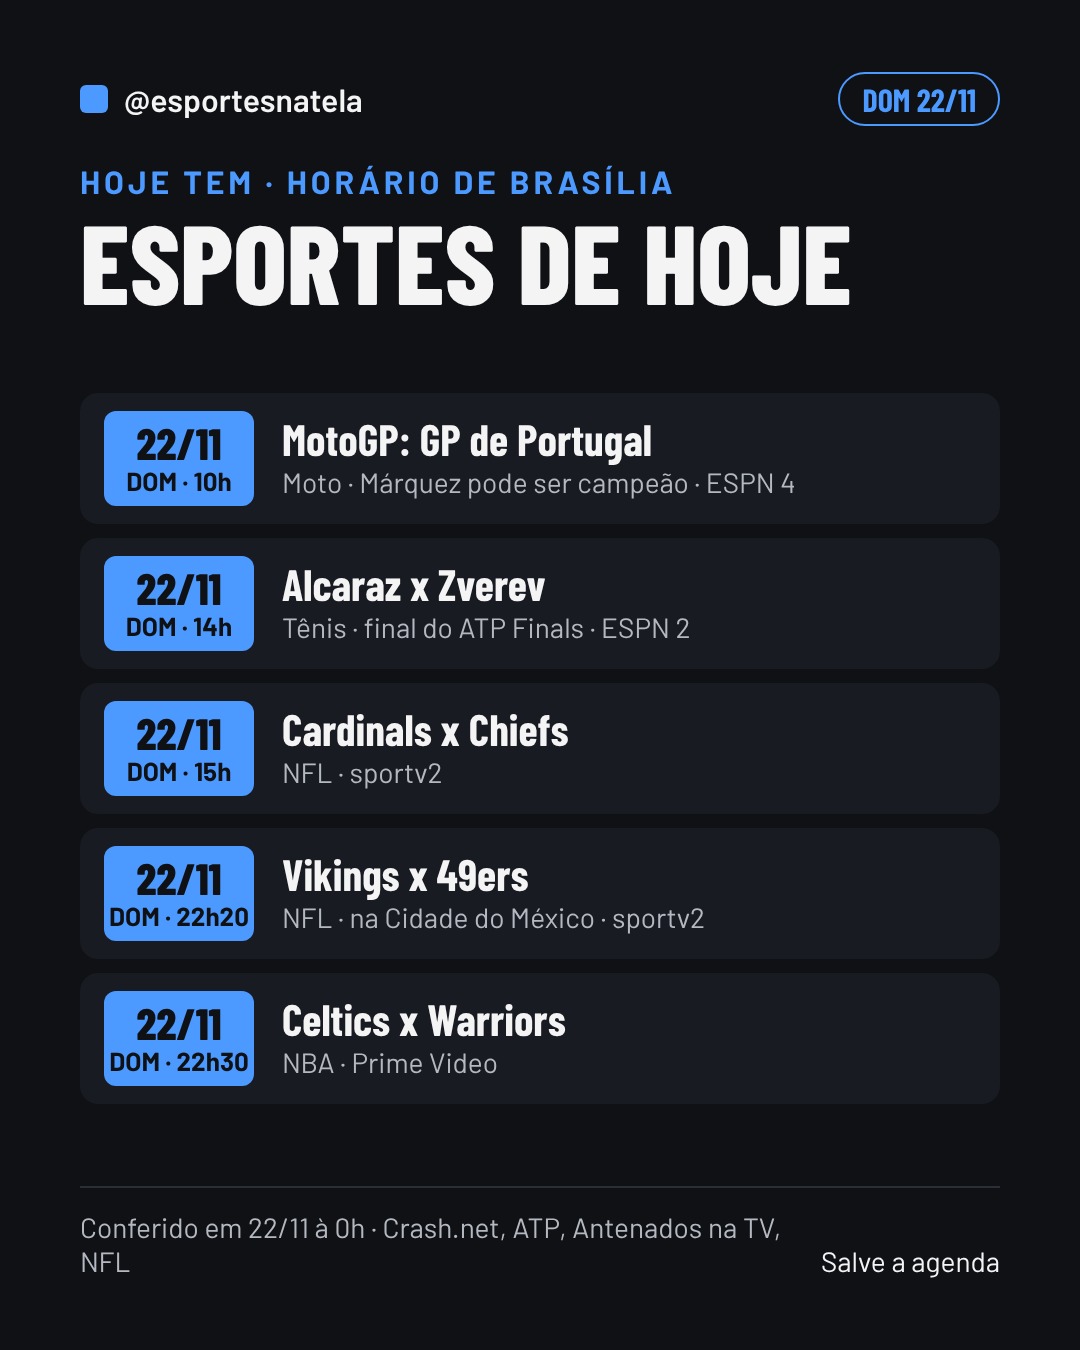 @esportesnatela
DOM 22/11
HOJE TEM · HORÁRIO DE BRASÍLIA
ESPORTES DE HOJE
22/11
DOM · 10h
MotoGP: GP de Portugal
Moto · Márquez pode ser campeão · ESPN 4
22/11
DOM · 14h
Alcaraz x Zverev
Tênis · final do ATP Finals · ESPN 2
22/11
DOM · 15h
Cardinals x Chiefs
NFL · sportv2
22/11
DOM · 22h20
Vikings x 49ers
NFL · na Cidade do México · sportv2
22/11
DOM · 22h30
Celtics x Warriors
NBA · Prime Video
Conferido em 22/11 à 0h · Crash.net, ATP, Antenados na TV,
NFL
Salve a agenda